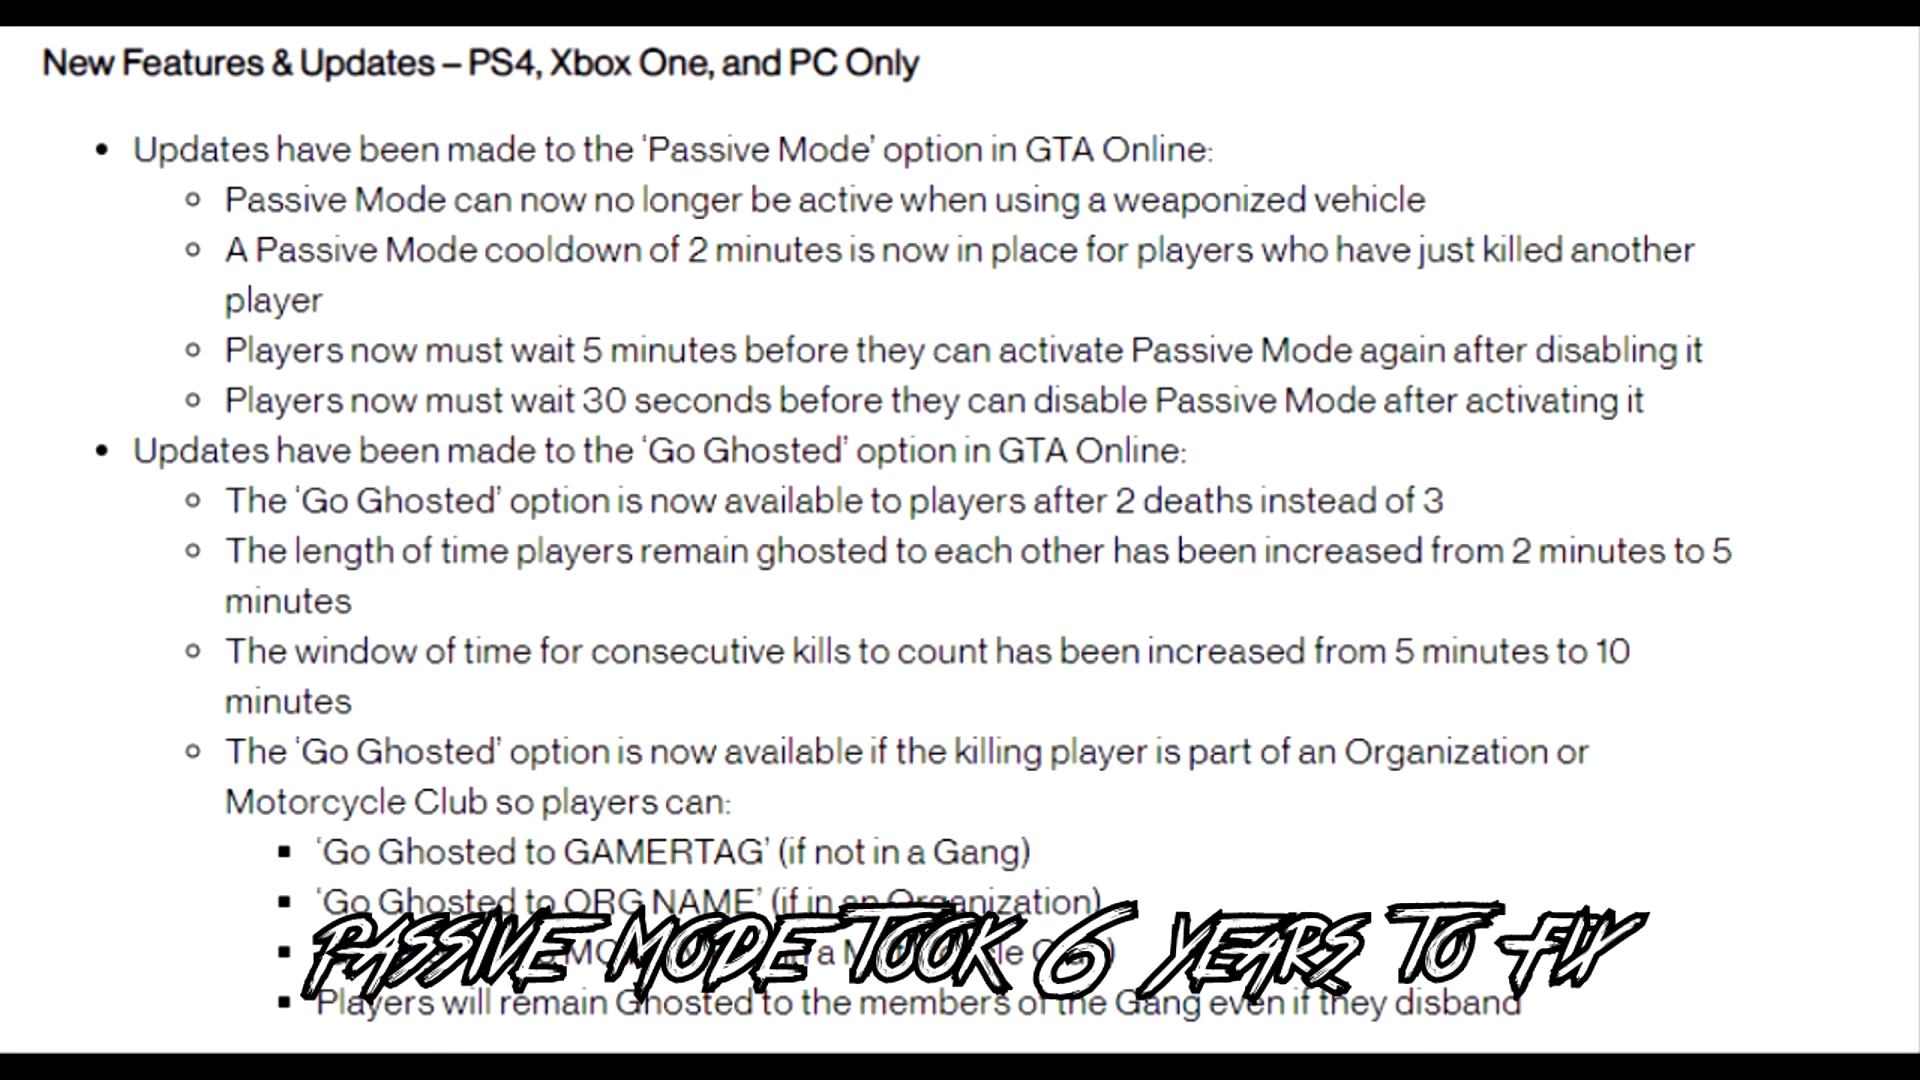 New Features & Updates – PS4, Xbox One, and PC Only
• Updates have been made to the 'Passive Mode' option in GTA Online:
○ Passive Mode can now no longer be active when using a weaponized vehicle
○ A Passive Mode cooldown of 2 minutes is now in place for players who have just killed another
player
○ Players now must wait 5 minutes before they can activate Passive Mode again after disabling it
○ Players now must wait 30 seconds before they can disable Passive Mode after activating it
• Updates have been made to the 'Go Ghosted' option in GTA Online:
○ The 'Go Ghosted' option is now available to players after 2 deaths instead of 3
○ The length of time players remain ghosted to each other has been increased from 2 minutes to 5
minutes
○ The window of time for consecutive kills to count has been increased from 5 minutes to 10
minutes
○ The 'Go Ghosted' option is now available if the killing player is part of an Organization or
Motorcycle Club so players can:
▪ 'Go Ghosted to GAMERTAG' (if not in a Gang)
▪ 'Go Ghosted to ORG NAME' (if in an Organization)
▪ MC a
▪ Players will remain Ghosted to the members of the Gang even if they disband
PASSIVE MODE TOOK 6 YEARS TO FIX